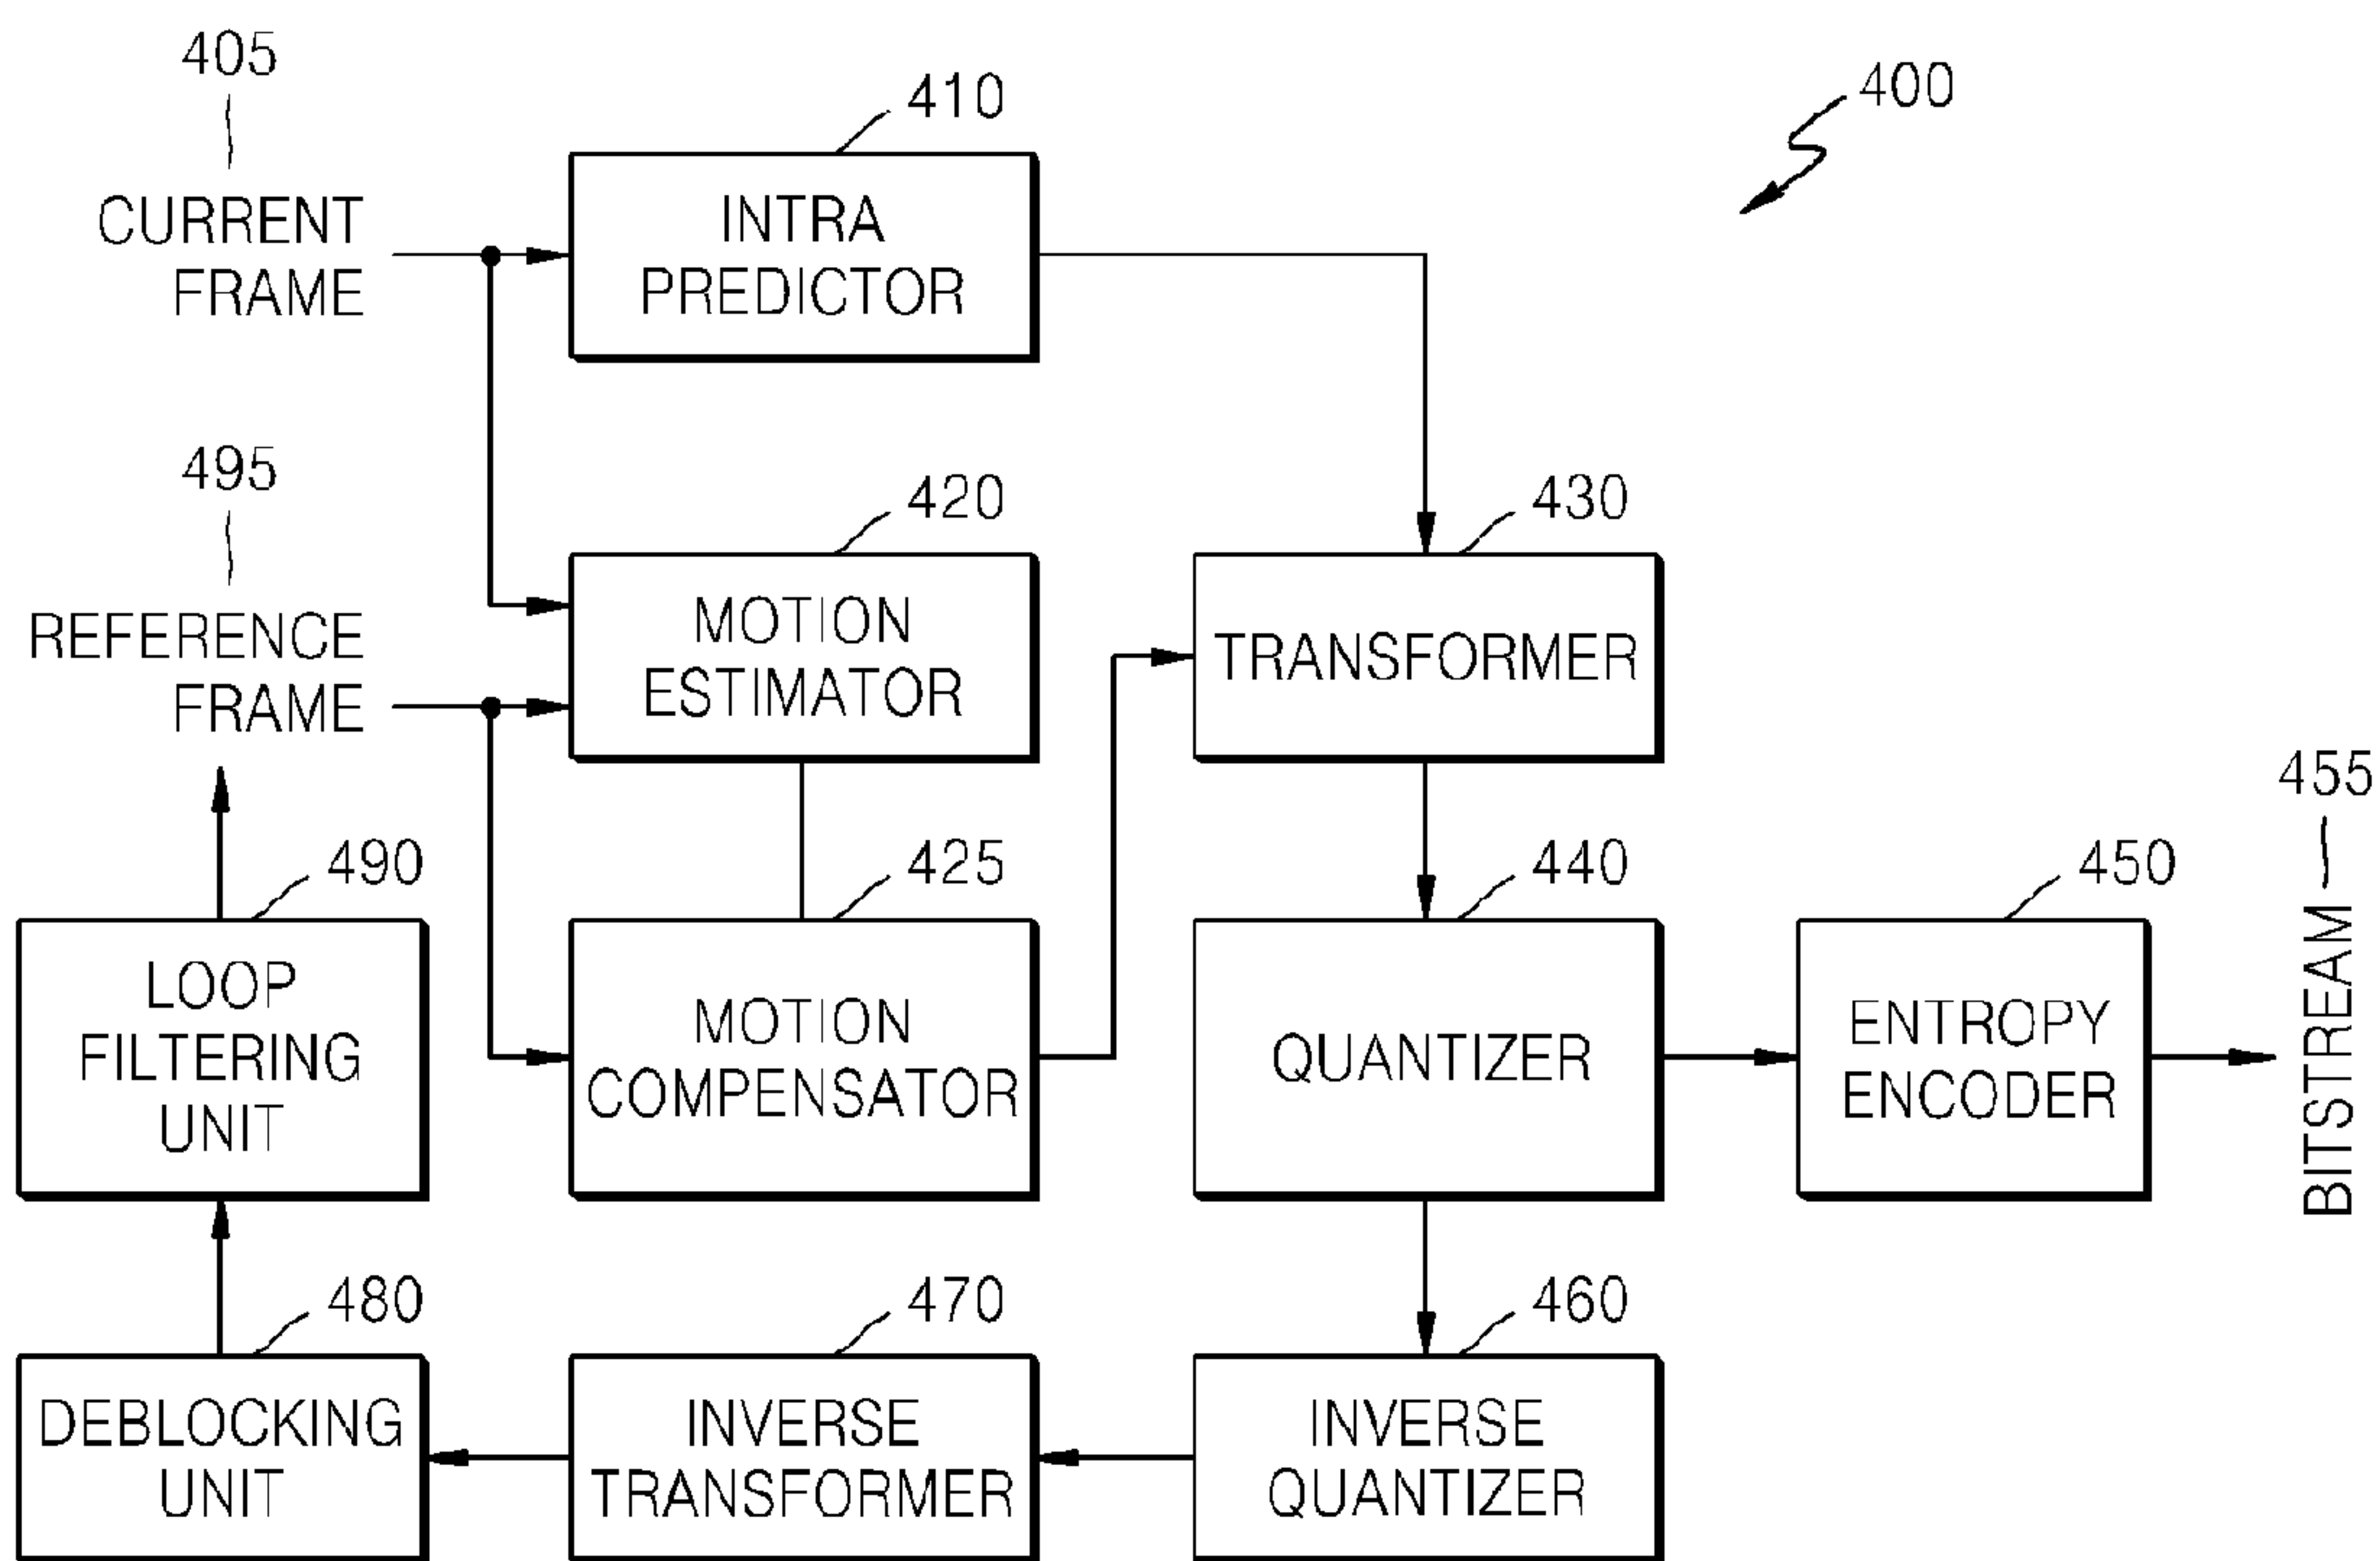 405
CURRENT
FRAME
410
INTRA
PREDICTOR
400
495
REFERENCE
FRAME
420
MOTION
ESTIMATOR
430
TRANSFORMER
490
LOOP
FILTERING
UNIT
425
MOTION
COMPENSATOR
440
QUANTIZER
450
ENTROPY
ENCODER
455
BITSTREAM
480
DEBLOCKING
UNIT
470
INVERSE
TRANSFORMER
460
INVERSE
QUANTIZER